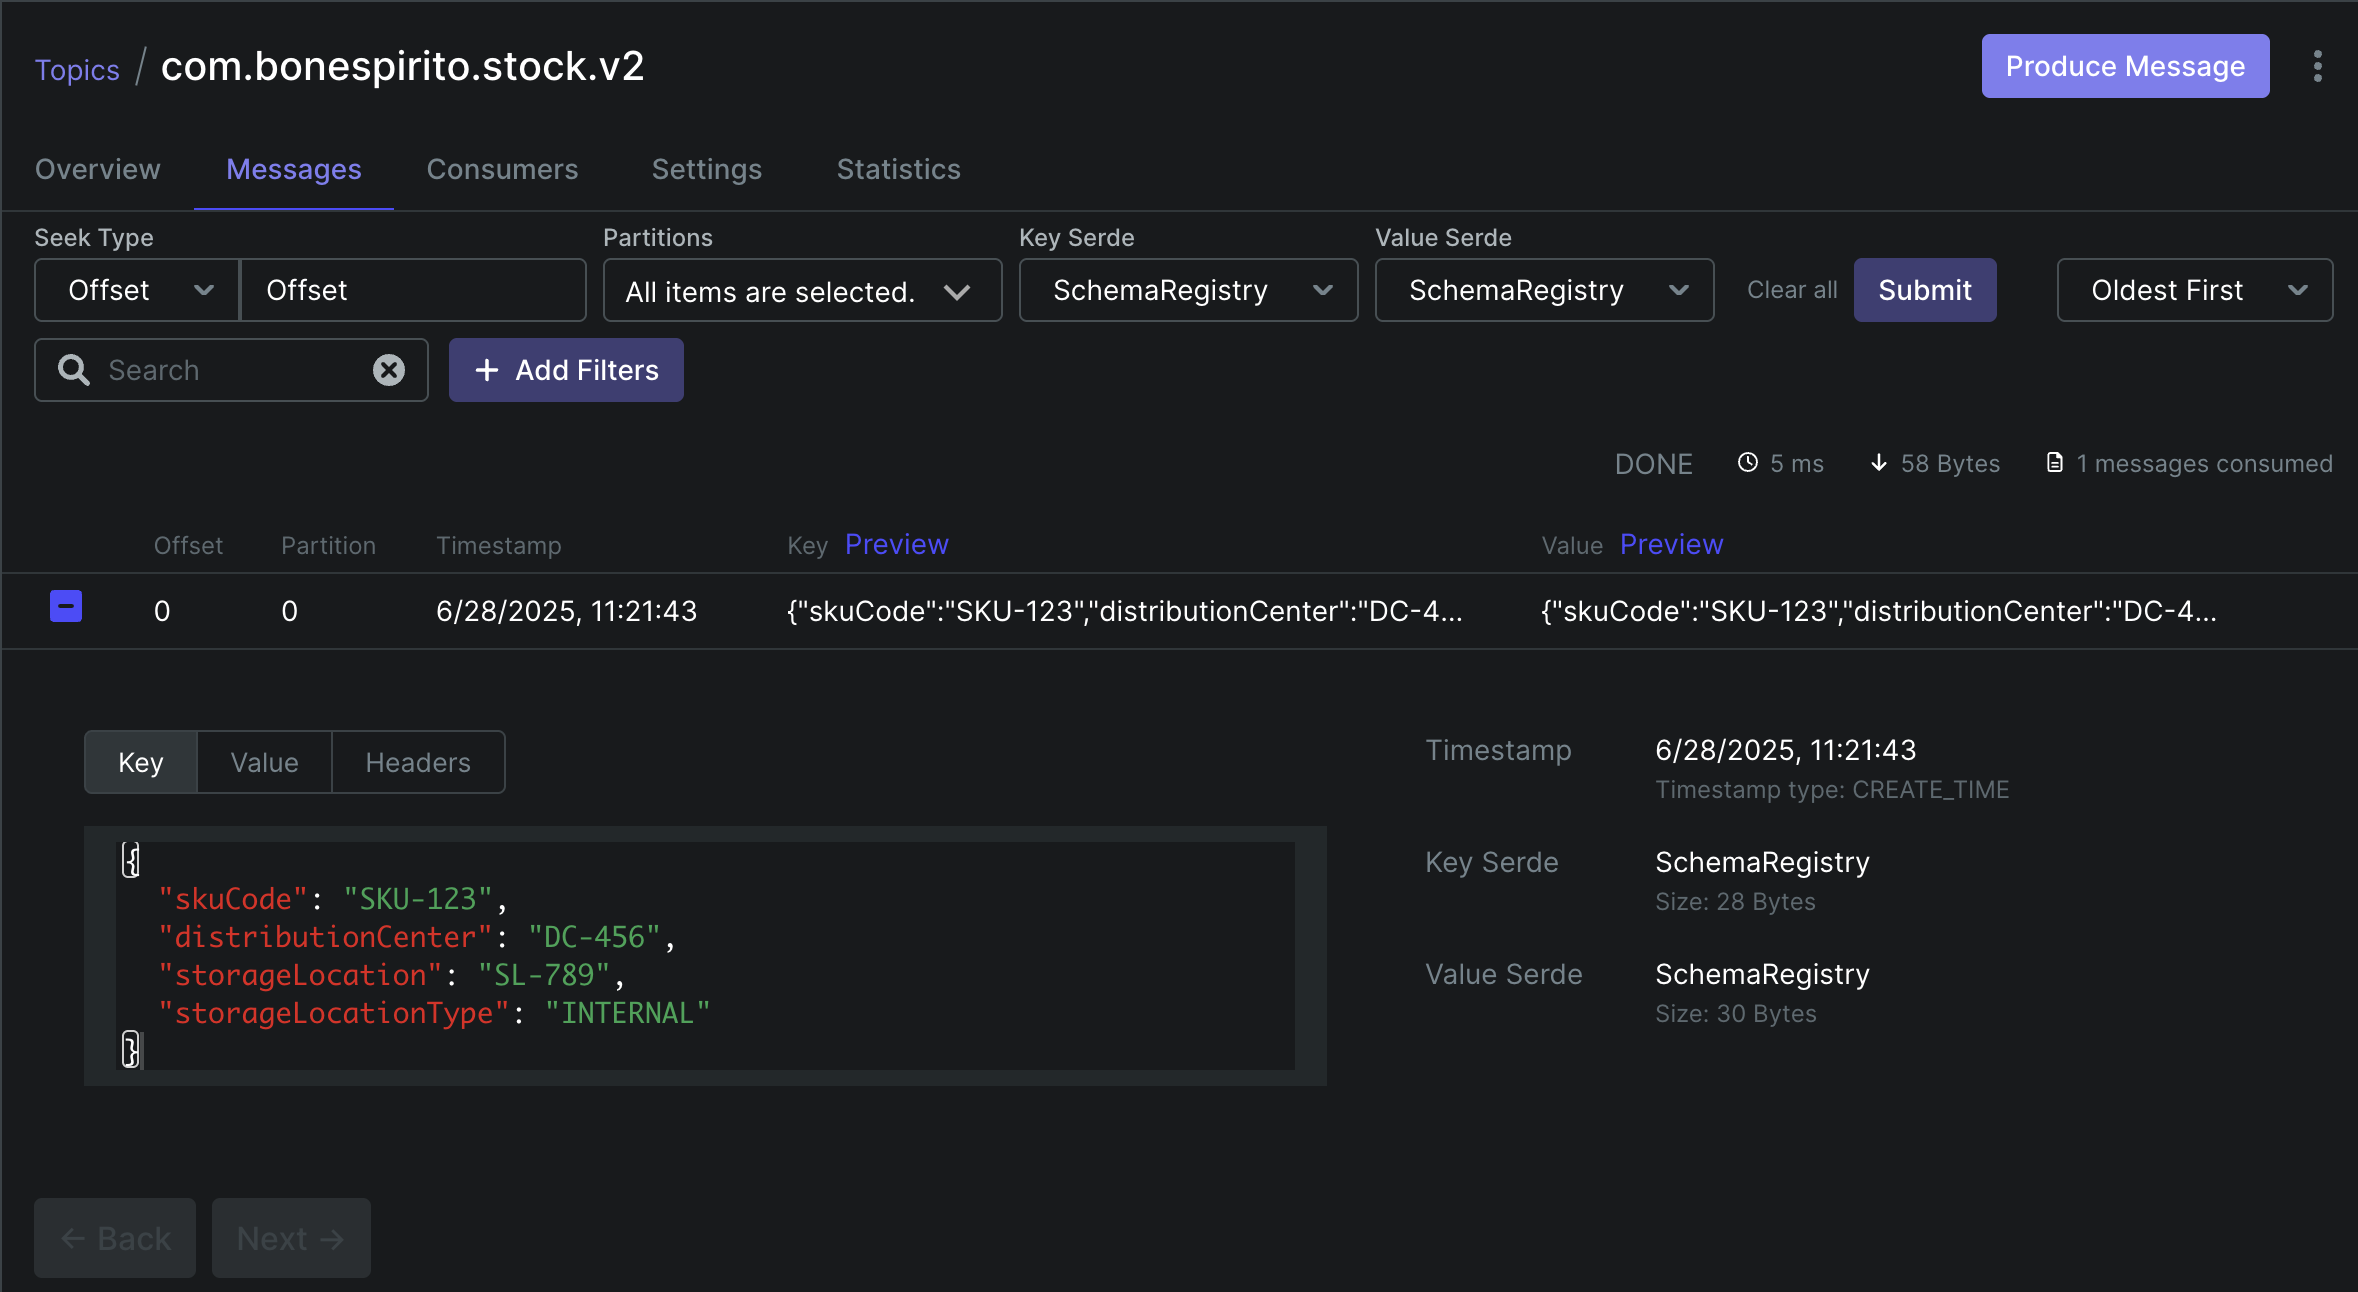 Topics / com.bonespirito.stock.v2
Produce Message
Overview Messages Consumers Settings Statistics
Seek Type Partitions Key Serde Value Serde
Offset Offset All items are selected. SchemaRegistry SchemaRegistry Clear all Submit Oldest First
Search + Add Filters
DONE 5 ms 58 Bytes 1 messages consumed
Offset Partition Timestamp Key Preview Value Preview
0 0 6/28/2025, 11:21:43 {"skuCode":"SKU-123","distributionCenter":"DC-4... {"skuCode":"SKU-123","distributionCenter":"DC-4...
Key Value Headers
{
"skuCode": "SKU-123",
"distributionCenter": "DC-456",
"storageLocation": "SL-789",
"storageLocationType": "INTERNAL"
}
Timestamp 6/28/2025, 11:21:43
Timestamp type: CREATE_TIME
Key Serde SchemaRegistry
Size: 28 Bytes
Value Serde SchemaRegistry
Size: 30 Bytes
← Back Next →